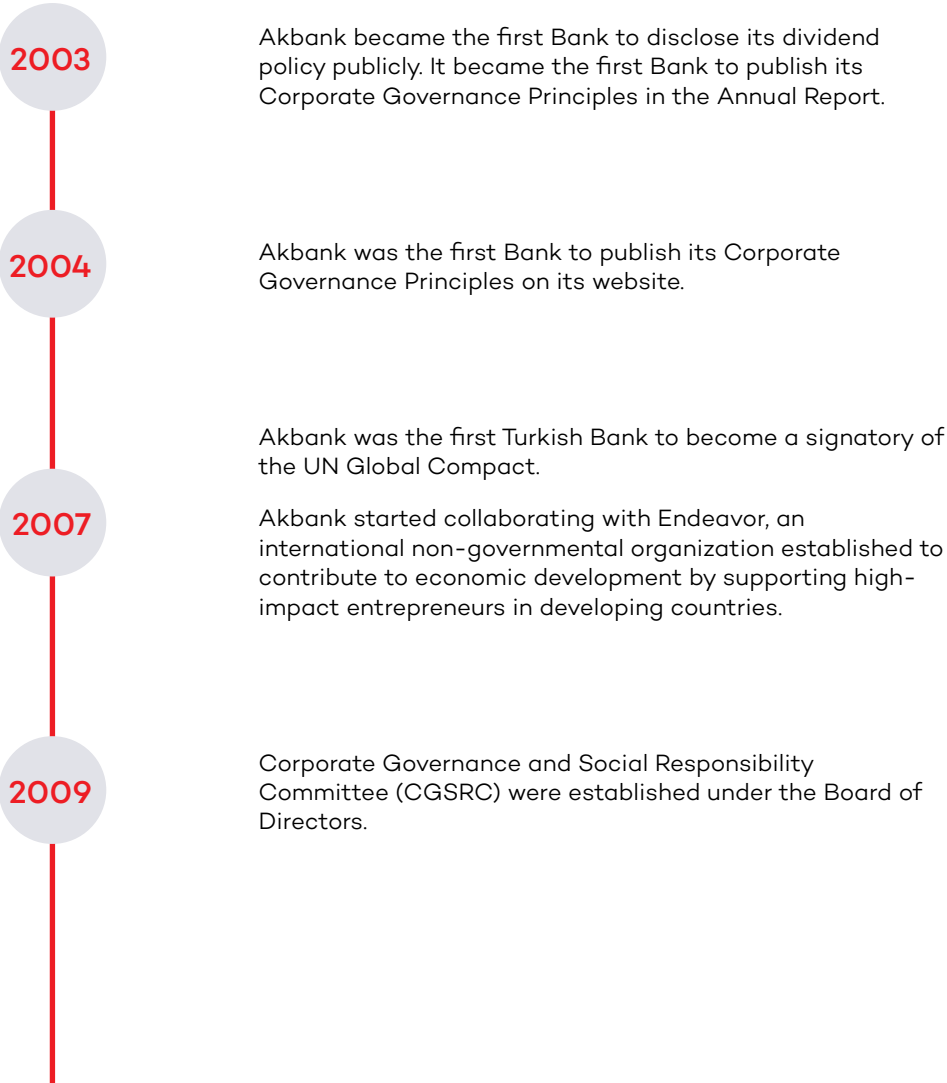 2003
Akbank became the first Bank to disclose its dividend
policy publicly. It became the first Bank to publish its
Corporate Governance Principles in the Annual Report.
2004
Akbank was the first Bank to publish its Corporate
Governance Principles on its website.
2007
Akbank was the first Turkish Bank to become a signatory of
the UN Global Compact.
Akbank started collaborating with Endeavor, an
international non-governmental organization established to
contribute to economic development by supporting high-
impact entrepreneurs in developing countries.
2009
Corporate Governance and Social Responsibility
Committee (CGSRC) were established under the Board of
Directors.